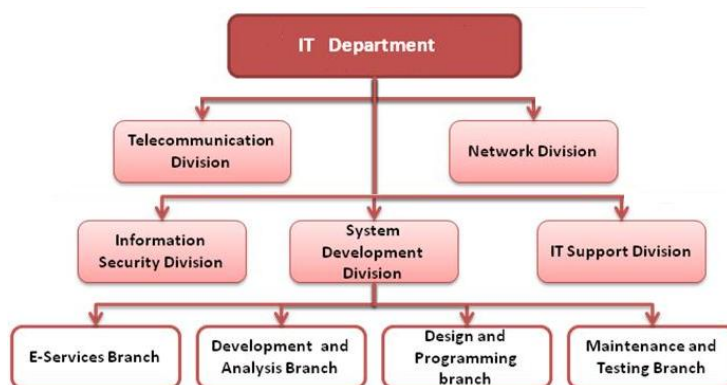 IT Department
Telecommunication
Division
Network Division
Information
Security Division
System
Development
Division
IT Support Division
E-Services Branch
Development and
Analysis Branch
Design and
Programming
branch
Maintenance and
Testing Branch